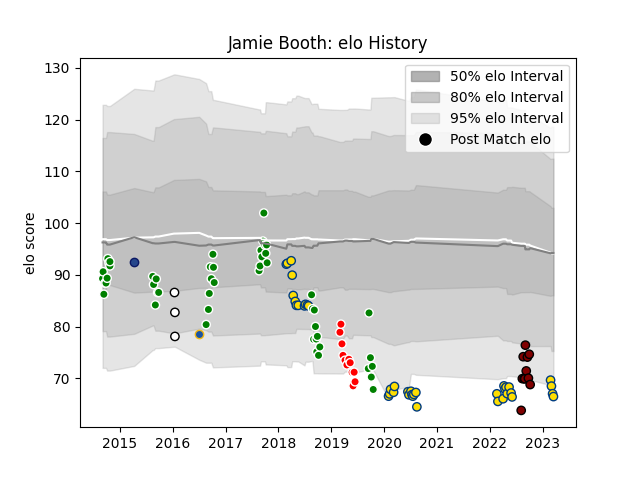 Jamie Booth: elo History
130
120
110
100
90
80
70
elo score
50% elo Interval
80% elo Interval
95% elo Interval
Post Match elo
2015 2016 2017 2018 2019 2020 2021 2022 2023